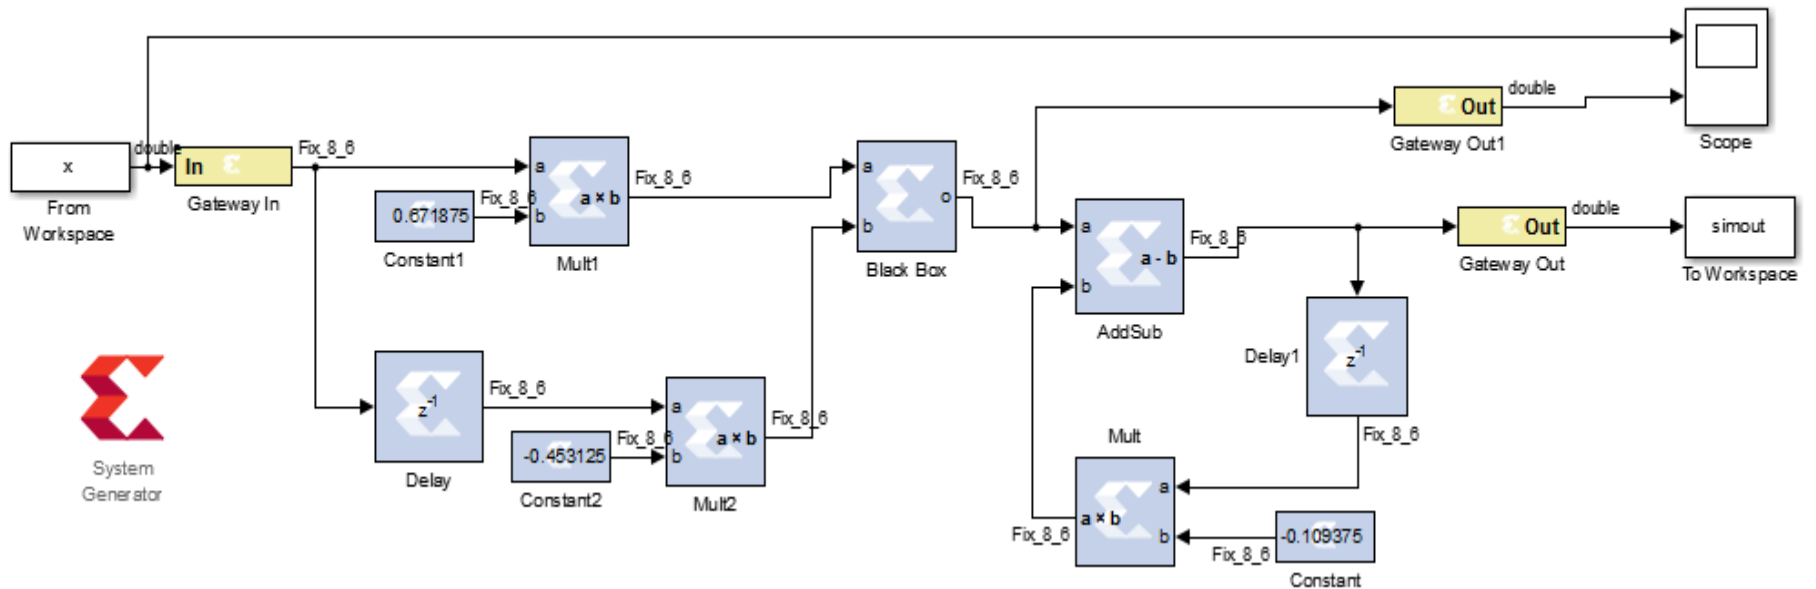 x
double
From
Workspace
In
Gateway In
Fix_8_6
0.671875
Constant1
Fix_8_6
a
b
a × b
Mult1
Fix_8_6
z-1
Delay
Fix_8_6
-0.453125
Constant2
Fix_8_6
a
b
a × b
Mult2
Fix_8_6
a
b
o
Black Box
Fix_8_6
a
b
a - b
AddSub
Fix_8_6
Out
double
Gateway Out1
Scope
Out
double
Gateway Out
simout
To Workspace
z-1
Delay1
Fix_8_6
Mult
a
b
a × b
Fix_8_6
-0.109375
Fix_8_6
Constant
System
Generator